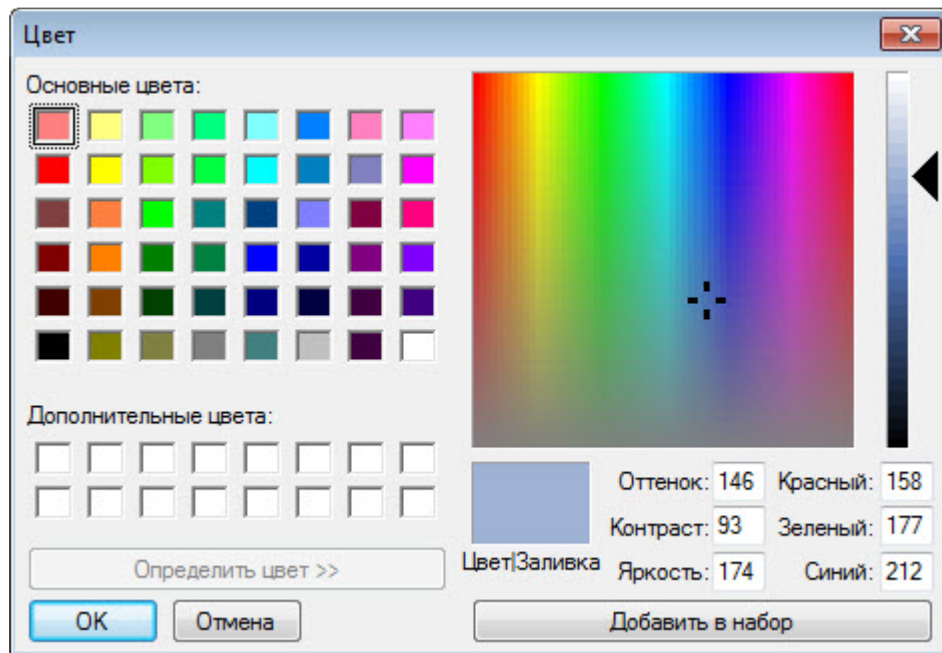 Цвет
Основные цвета:
Дополнительные цвета:
Определить цвет >>
OK
Отмена
Цвет|Заливка
Оттенок: 146
Красный: 158
Контраст: 93
Зеленый: 177
Яркость: 174
Синий: 212
Добавить в набор